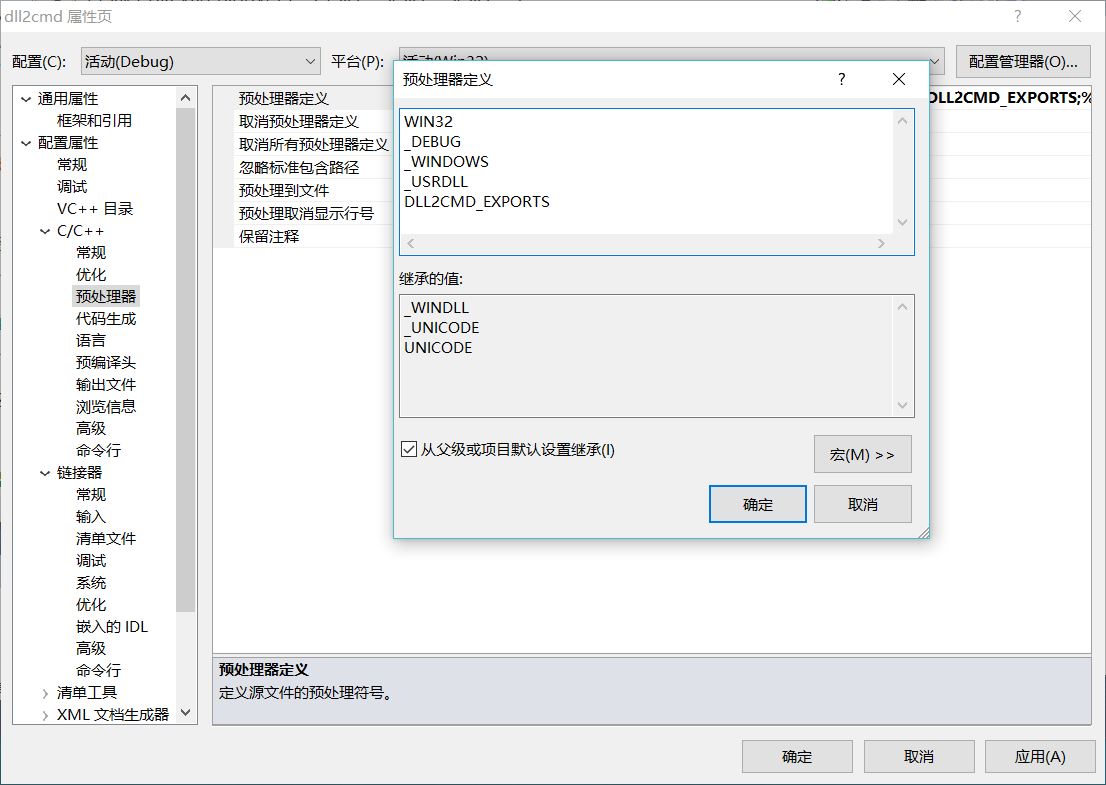 dll2cmd 属性页
配置(C):
活动(Debug)
平台(P):
活动(Win32)
配置管理器(O)...
通用属性
框架和引用
配置属性
常规
调试
VC++ 目录
C/C++
常规
优化
预处理器
代码生成
语言
预编译头
输出文件
浏览信息
高级
命令行
链接器
常规
输入
清单文件
调试
系统
优化
嵌入的 IDL
高级
命令行
清单工具
XML 文档生成器
预处理器定义
DLL2CMD_EXPORTS;%
取消预处理器定义
取消所有预处理器定义
忽略标准包含路径
预处理到文件
预处理取消显示行号
保留注释
预处理器定义
WIN32
_DEBUG
_WINDOWS
_USRDLL
DLL2CMD_EXPORTS
继承的值:
_WINDLL
_UNICODE
UNICODE
从父级或项目默认设置继承(I)
宏(M) >>
确定
取消
预处理器定义
定义源文件的预处理符号。
确定
取消
应用(A)